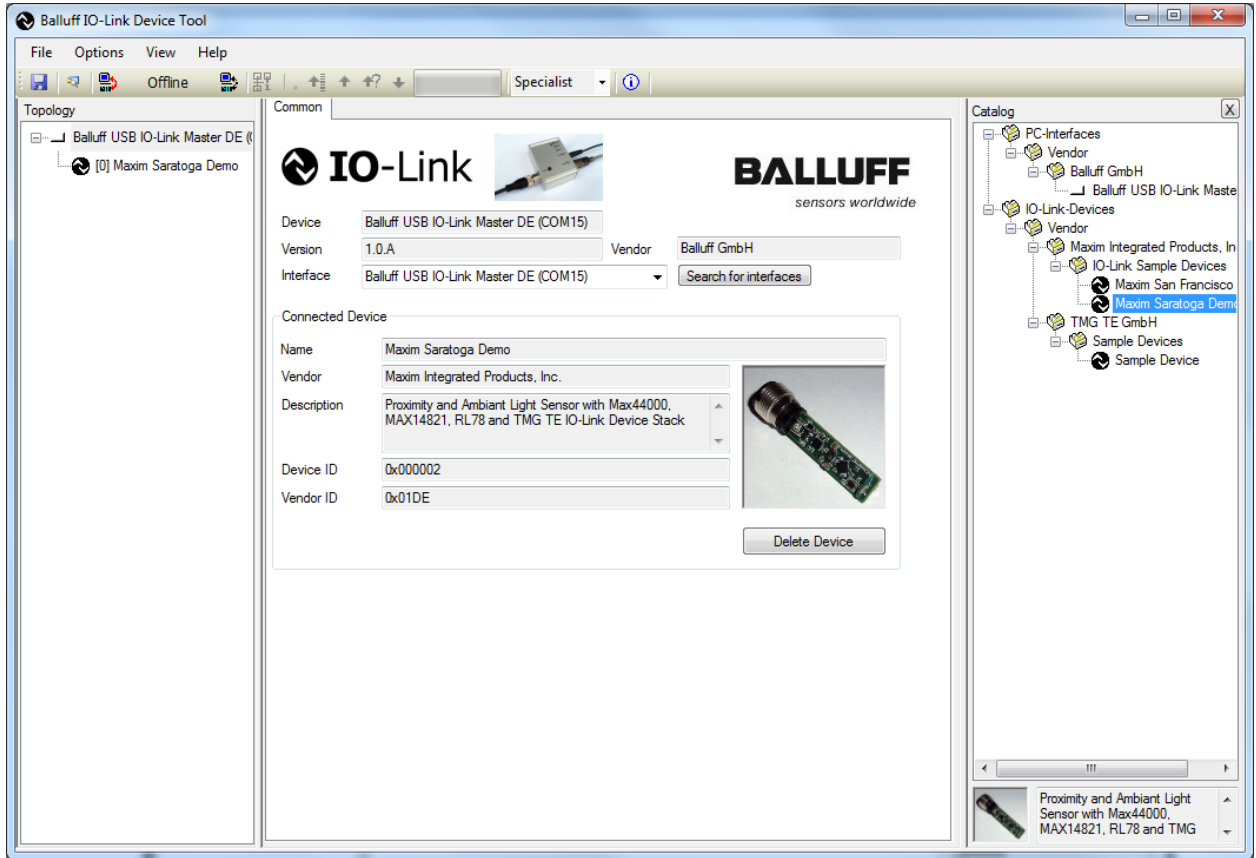 Balluff IO-Link Device Tool
File Options View Help
Offline
Specialist
Topology
Balluff USB IO-Link Master DE (
[0] Maxim Saratoga Demo
Common
IO-Link
BALLUFF
sensors worldwide
Device Balluff USB IO-Link Master DE (COM15)
Version 1.0.A Vendor Balluff GmbH
Interface Balluff USB IO-Link Master DE (COM15) Search for interfaces
Connected Device
Name Maxim Saratoga Demo
Vendor Maxim Integrated Products, Inc.
Description Proximity and Ambiant Light Sensor with Max44000,
MAX14821, RL78 and TMG TE IO-Link Device Stack
Device ID 0x000002
Vendor ID 0x01DE
Delete Device
Catalog
PC-Interfaces
Vendor
Balluff GmbH
Balluff USB IO-Link Maste
IO-Link-Devices
Vendor
Maxim Integrated Products, In
IO-Link Sample Devices
Maxim San Francisco
Maxim Saratoga Demo
TMG TE GmbH
Sample Devices
Sample Device
Proximity and Ambiant Light
Sensor with Max44000,
MAX14821, RL78 and TMG